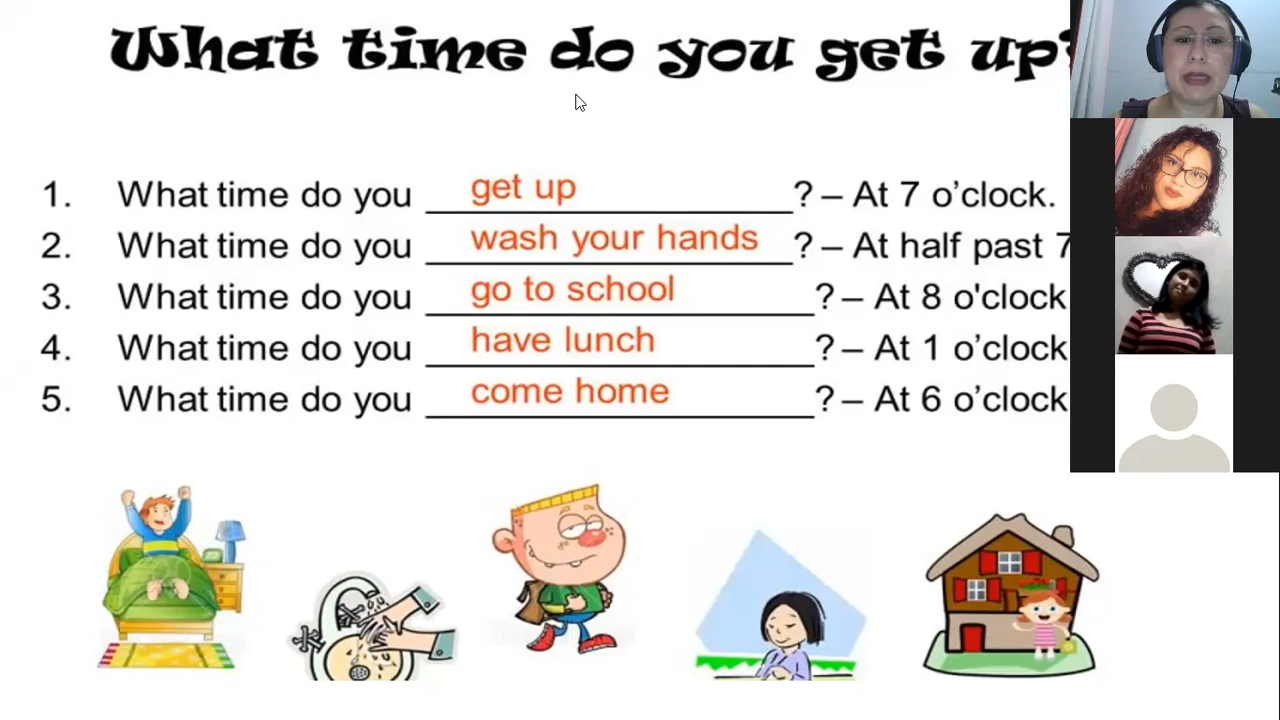 What time do you get up?
1. What time do you get up ? – At 7 o’clock.
2. What time do you wash your hands ? – At half past 7
3. What time do you go to school ? – At 8 o'clock
4. What time do you have lunch ? – At 1 o’clock
5. What time do you come home ? – At 6 o’clock